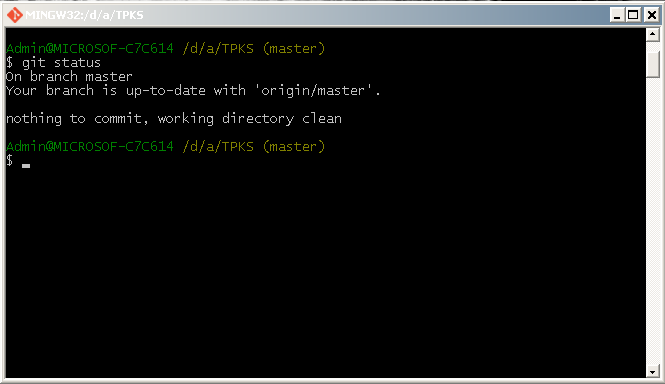 MINGW32:/d/a/TPKS
Admin@MICROSOF-C7C614 /d/a/TPKS (master)
$ git status
On branch master
Your branch is up-to-date with 'origin/master'.
nothing to commit, working directory clean
Admin@MICROSOF-C7C614 /d/a/TPKS (master)
$